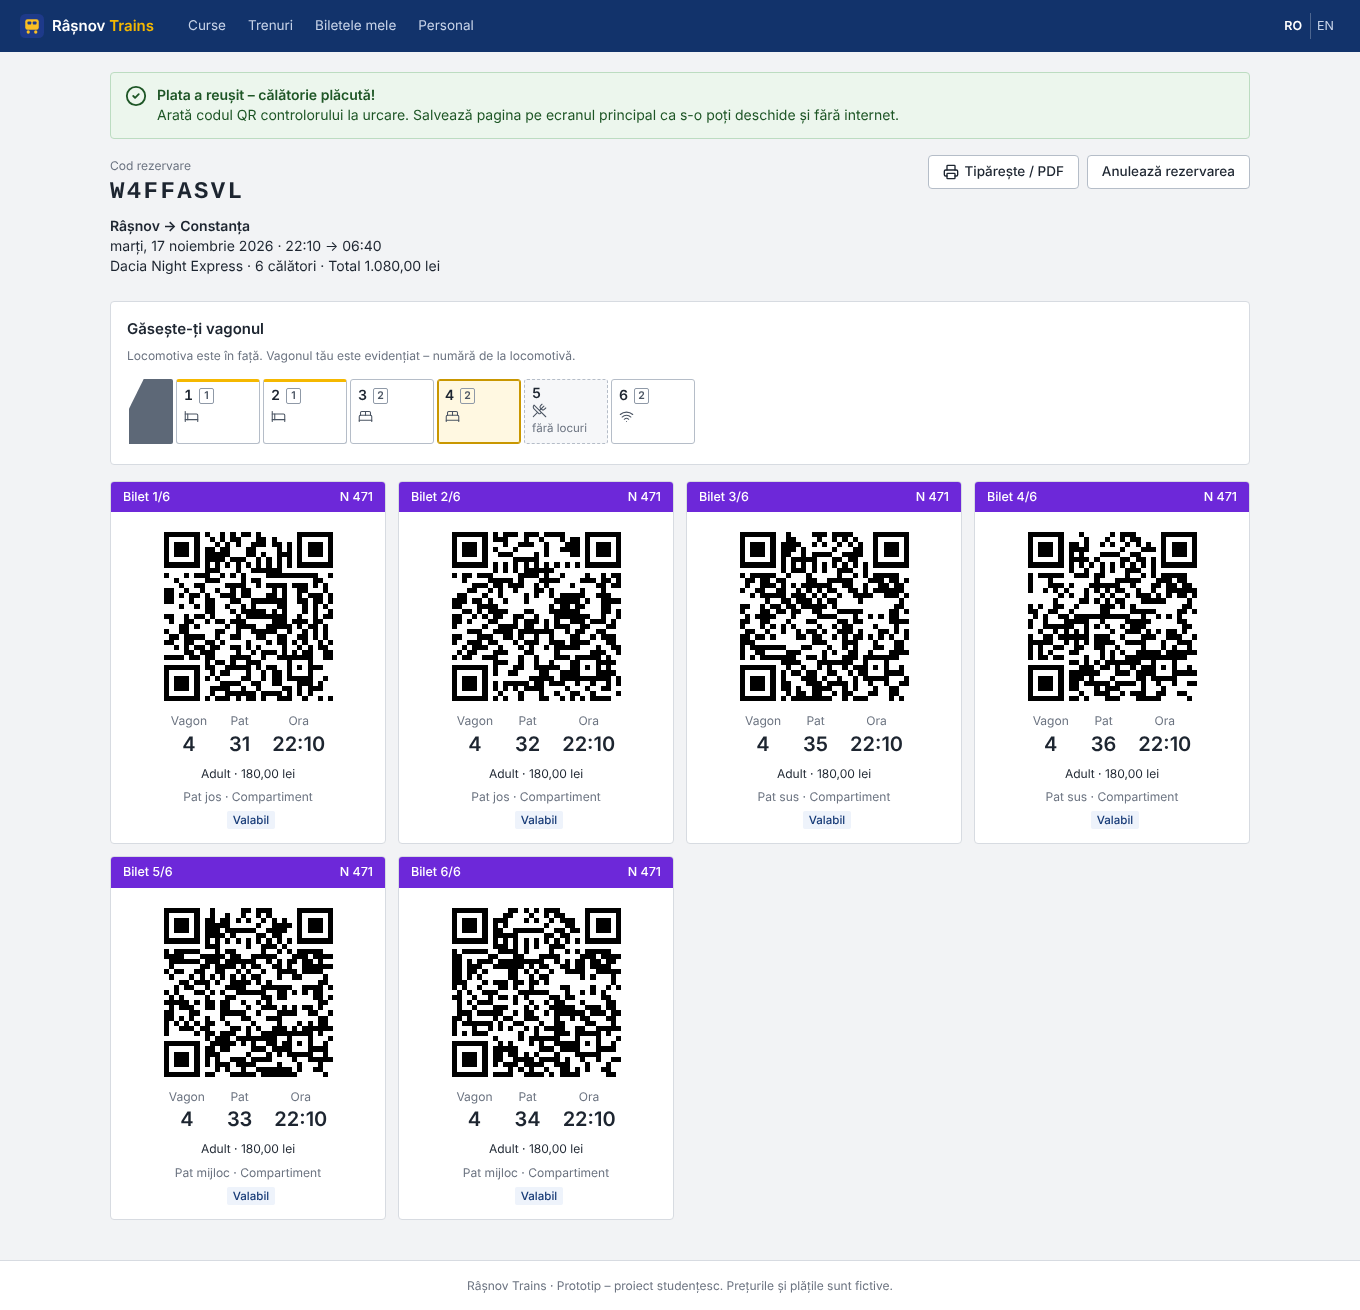 Râșnov Trains
Curse
Trenuri
Biletele mele
Personal
RO
EN
Plata a reușit – călătorie plăcută!
Arată codul QR controlorului la urcare. Salvează pagina pe ecranul principal ca s-o poți deschide și fără internet.
Cod rezervare
W4FFASVL
Tipărește / PDF
Anulează rezervarea
Râșnov → Constanța
marți, 17 noiembrie 2026 · 22:10 → 06:40
Dacia Night Express · 6 călători · Total 1.080,00 lei
Găsește-ți vagonul
Locomotiva este în față. Vagonul tău este evidențiat – numără de la locomotivă.
1 1
2 1
3 2
4 2
5
fără locuri
6 2
Bilet 1/6 N 471
Vagon Pat Ora
4 31 22:10
Adult · 180,00 lei
Pat jos · Compartiment
Valabil
Bilet 2/6 N 471
Vagon Pat Ora
4 32 22:10
Adult · 180,00 lei
Pat jos · Compartiment
Valabil
Bilet 3/6 N 471
Vagon Pat Ora
4 35 22:10
Adult · 180,00 lei
Pat sus · Compartiment
Valabil
Bilet 4/6 N 471
Vagon Pat Ora
4 36 22:10
Adult · 180,00 lei
Pat sus · Compartiment
Valabil
Bilet 5/6 N 471
Vagon Pat Ora
4 33 22:10
Adult · 180,00 lei
Pat mijloc · Compartiment
Valabil
Bilet 6/6 N 471
Vagon Pat Ora
4 34 22:10
Adult · 180,00 lei
Pat mijloc · Compartiment
Valabil
Râșnov Trains · Prototip – proiect studențesc. Prețurile și plățile sunt fictive.